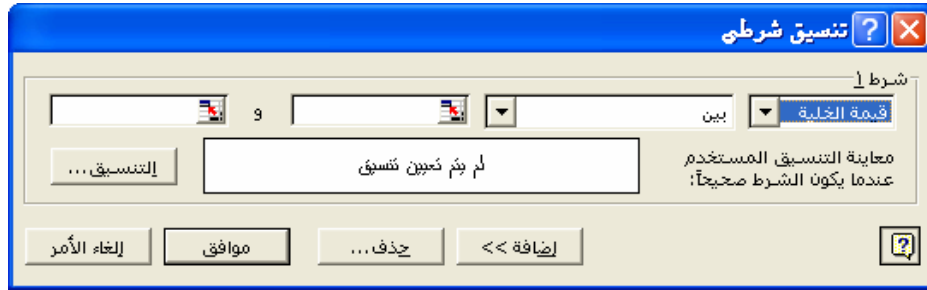 تنسيق شرطي
شرط 1
قيمة الخلية بين و
معاينة التنسيق المستخدم
عندما يكون الشرط صحيحاً:
لم يتم تعيين تنسيق
التنسيق...
إضافة >> حذف... موافق إلغاء الأمر